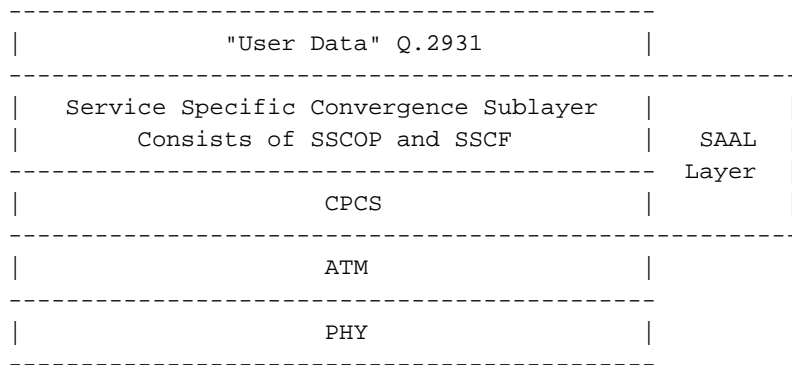 "User Data" Q.2931
Service Specific Convergence Sublayer
Consists of SSCOP and SSCF
SAAL
Layer
CPCS
ATM
PHY